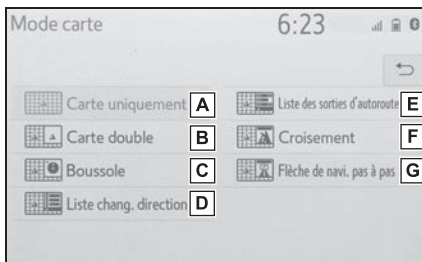 Mode carte 6:23
Carte uniquement A
Carte double B
Boussole C
Liste chang. direction D
Liste des sorties d'autoroute E
Croisement F
Flèche de navi. pas à pas G